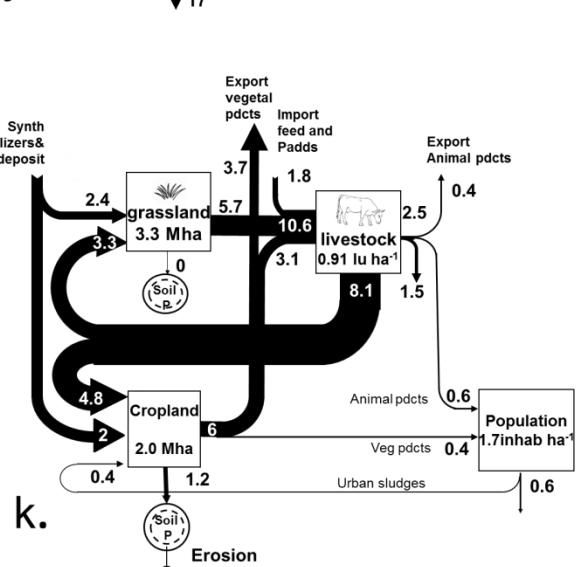 17
Export
vegetal
pdcts
Import
feed and
Padds
Synth
lizers&
deposit
Export
Animal pdcts
3.7
1.8
0.4
2.4
grassland
3.3 Mha
5.7
10.6
livestock
0.91 lu ha-1
2.5
3.3
0
3.1
Soil
P
8.1
1.5
4.8
Cropland
2.0 Mha
2
6
Animal pdcts
0.6
Population
1.7inhab ha-1
Veg pdcts
0.4
0.4
1.2
Urban sludges
0.6
k.
Soil
P
Erosion